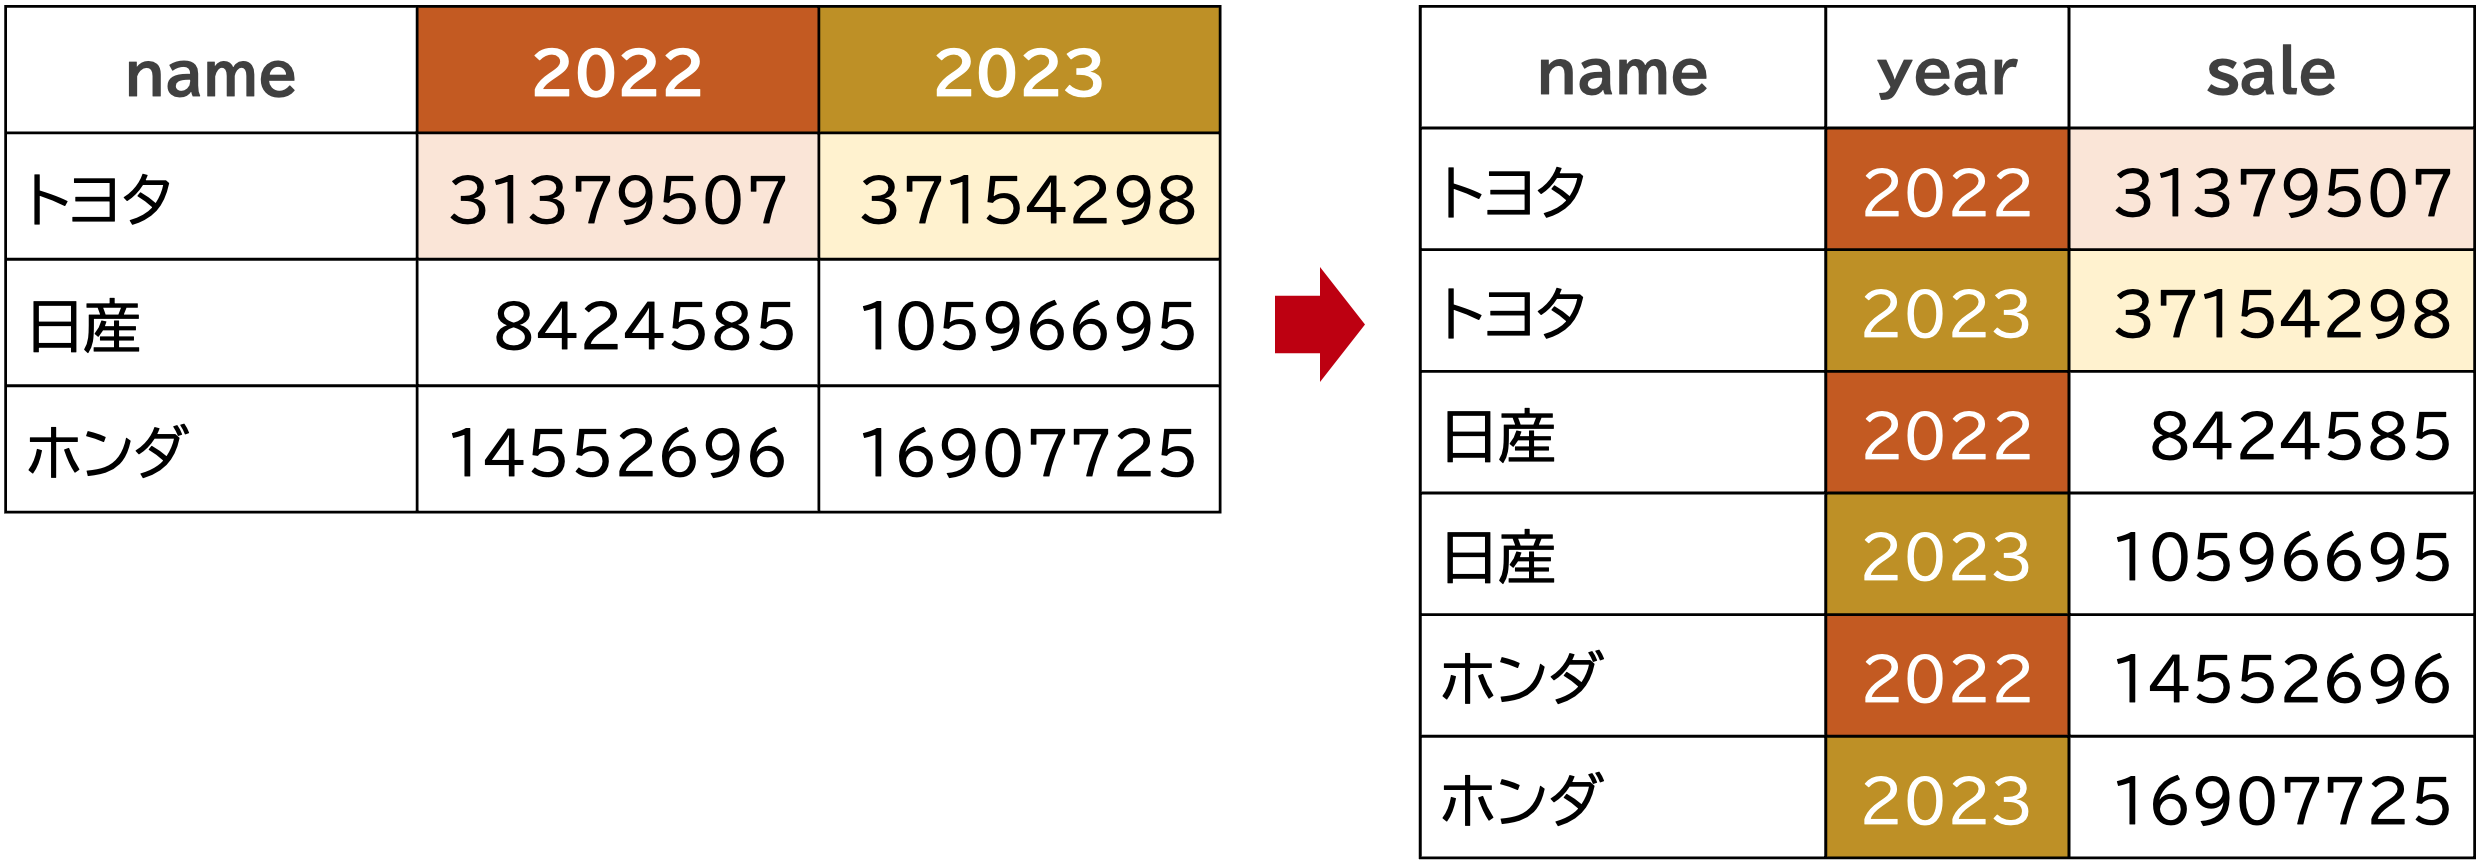 name 2022 2023
トヨタ 31379507 37154298
日産 8424585 10596695
ホンダ 14552696 16907725
name year sale
トヨタ 2022 31379507
トヨタ 2023 37154298
日産 2022 8424585
日産 2023 10596695
ホンダ 2022 14552696
ホンダ 2023 16907725